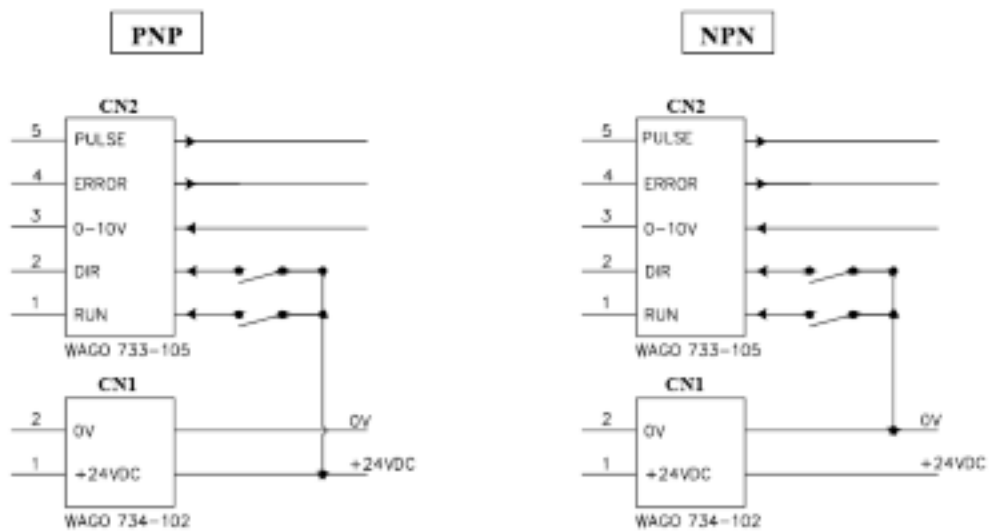 PNP
CN2
5 PULSE
4 ERROR
3 0-10V
2 DIR
1 RUN
WAGO 733-105
CN1
2 0V 0V
1 +24VDC +24VDC
WAGO 734-102
NPN
CN2
5 PULSE
4 ERROR
3 0-10V
2 DIR
1 RUN
WAGO 733-105
CN1
2 0V 0V
1 +24VDC +24VDC
WAGO 734-102